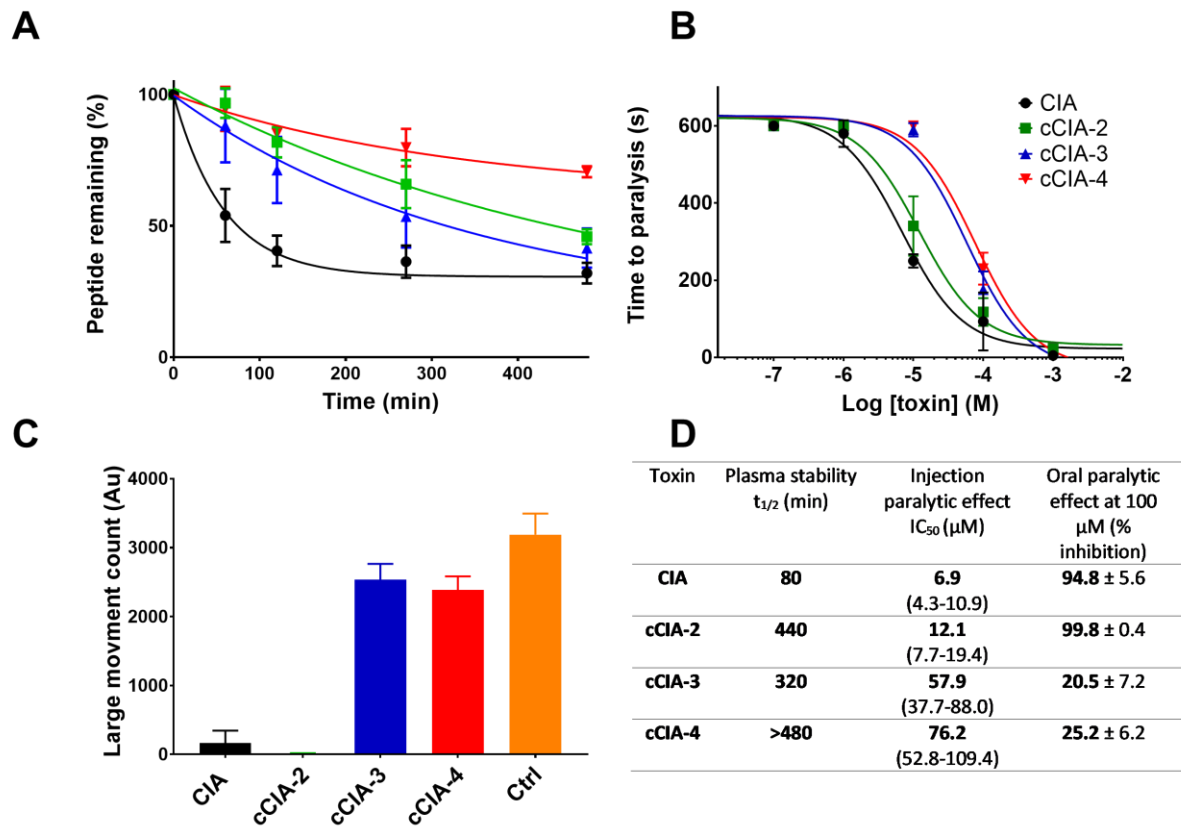 A
B
Peptide remaining (%)
100
50
0
0
100
200
300
400
Time (min)
Time to paralysis (s)
600
400
200
0
-7
-6
-5
-4
-3
-2
Log [toxin] (M)
CIA
cCIA-2
cCIA-3
cCIA-4
C
D
Large movment count (Au)
4000
3000
2000
1000
0
CIA
cCIA-2
cCIA-3
cCIA-4
Ctrl
Toxin Plasma stability Injection Oral paralytic
t1/2 (min) paralytic effect effect at 100
IC50 (µM) µM (%
inhibition)
CIA 80 6.9 94.8 ± 5.6
(4.3-10.9)
cCIA-2 440 12.1 99.8 ± 0.4
(7.7-19.4)
cCIA-3 320 57.9 20.5 ± 7.2
(37.7-88.0)
cCIA-4 >480 76.2 25.2 ± 6.2
(52.8-109.4)